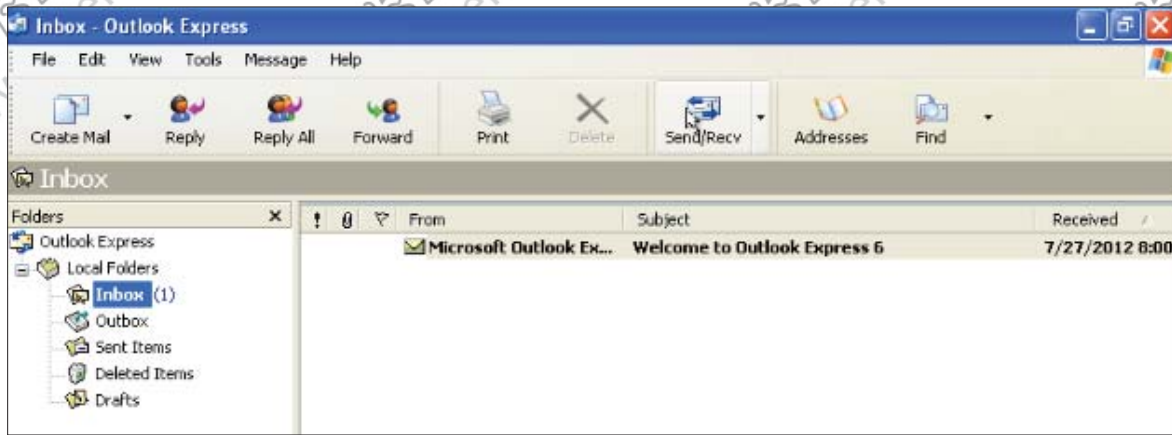 Inbox - Outlook Express
File Edit View Tools Message Help
Create Mail Reply Reply All Forward Print Delete Send/Recv Addresses Find
Inbox
Folders
! From Subject Received
Outlook Express
Microsoft Outlook Ex... Welcome to Outlook Express 6 7/27/2012 8:00
Local Folders
Inbox (1)
Outbox
Sent Items
Deleted Items
Drafts